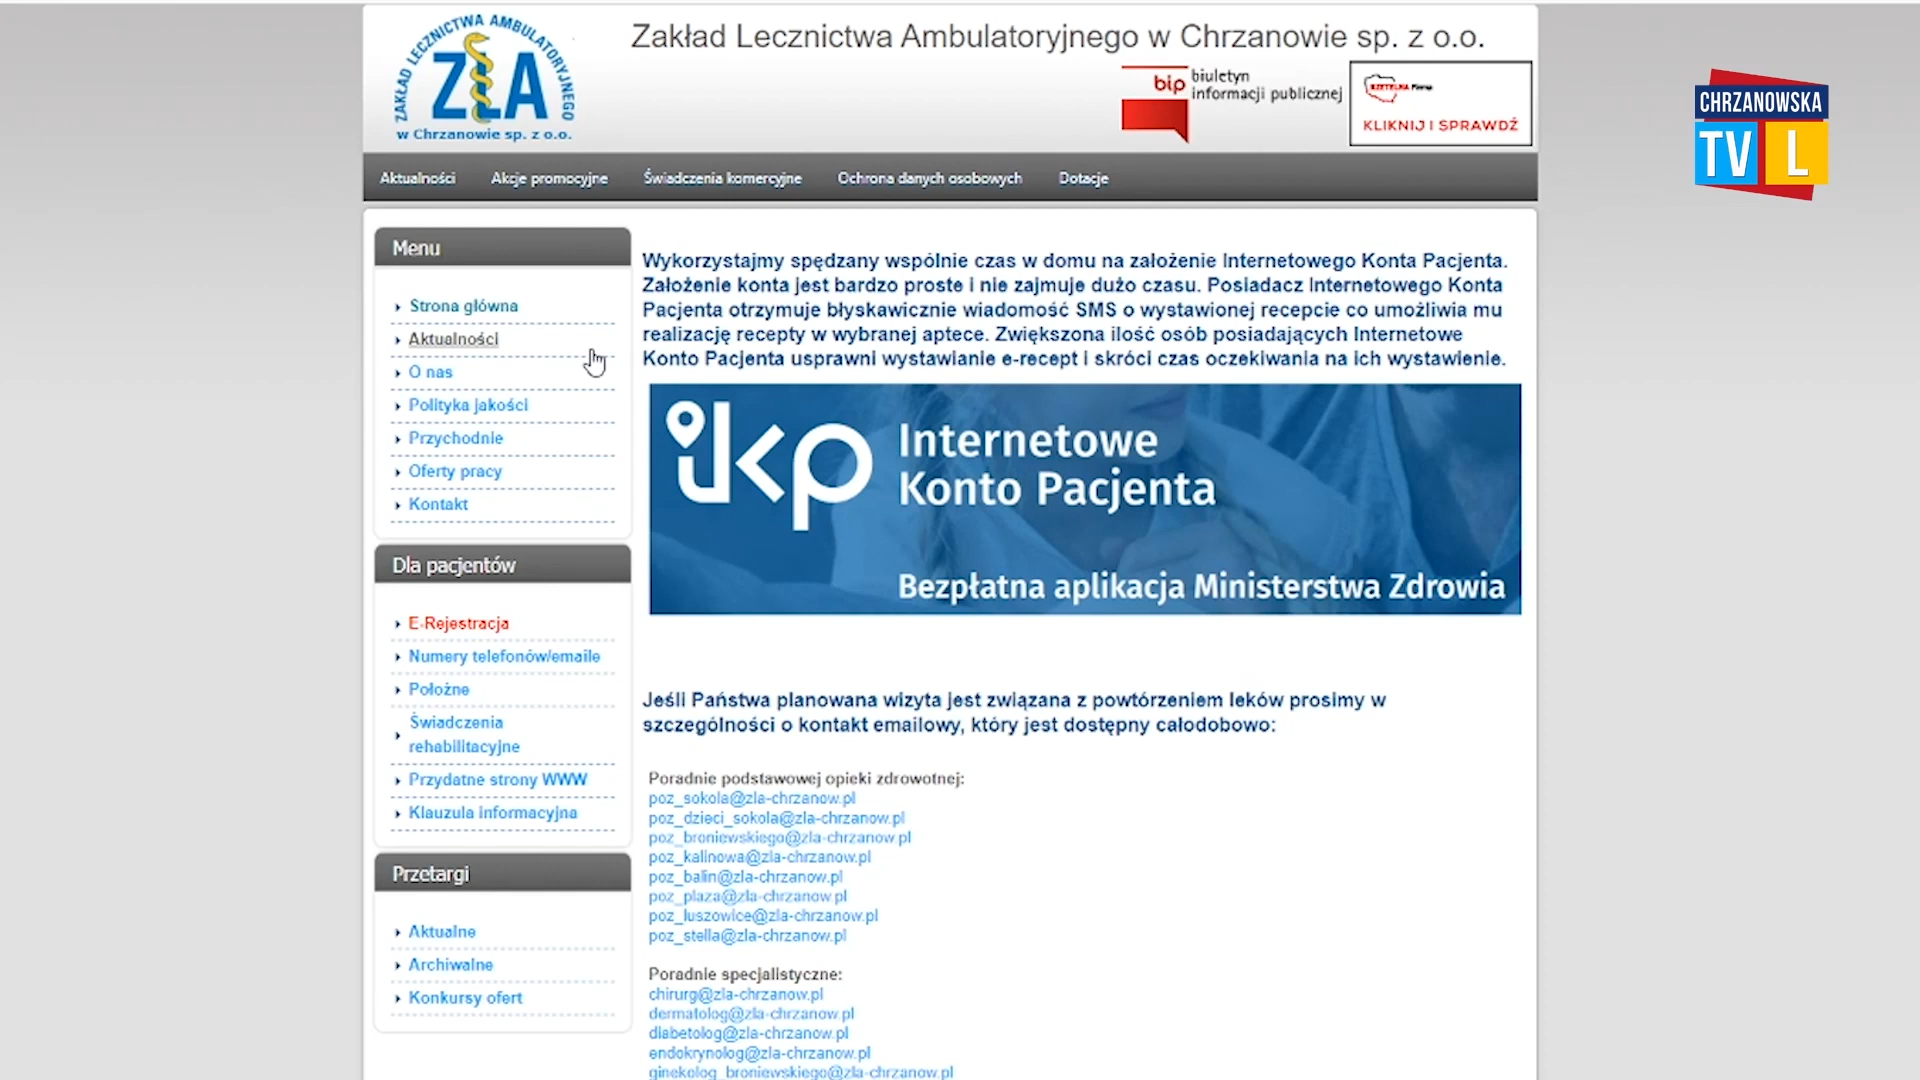 ZAKŁAD LECZNICTWA AMBULATORYJNEGO
ZLA
w Chrzanowie sp. z o.o.
Zakład Lecznictwa Ambulatoryjnego w Chrzanowie sp. z o.o.
bip biuletyn informacji publicznej
RZETELNA Firma
KLIKNIJ I SPRAWDŹ
CHRZANOWSKA
TV L
Aktualności Akcje promocyjne Świadczenia komercyjne Ochrona danych osobowych Dotacje
Menu
Strona główna
Aktualności
O nas
Polityka jakości
Przychodnie
Oferty pracy
Kontakt
Dla pacjentów
E-Rejestracja
Numery telefonów/emaile
Położne
Świadczenia
rehabilitacyjne
Przydatne strony WWW
Klauzula informacyjna
Przetargi
Aktualne
Archiwalne
Konkursy ofert
Wykorzystajmy spędzany wspólnie czas w domu na założenie Internetowego Konta Pacjenta.
Założenie konta jest bardzo proste i nie zajmuje dużo czasu. Posiadacz Internetowego Konta
Pacjenta otrzymuje błyskawicznie wiadomość SMS o wystawionej recepcie co umożliwia mu
realizację recepty w wybranej aptece. Zwiększona ilość osób posiadających Internetowe
Konto Pacjenta usprawni wystawianie e-recept i skróci czas oczekiwania na ich wystawienie.
ikp Internetowe
Konto Pacjenta
Bezpłatna aplikacja Ministerstwa Zdrowia
Jeśli Państwa planowana wizyta jest związana z powtórzeniem leków prosimy w
szczególności o kontakt emailowy, który jest dostępny całodobowo:
Poradnie podstawowej opieki zdrowotnej:
poz_sokola@zla-chrzanow.pl
poz_dzieci_sokola@zla-chrzanow.pl
poz_broniewskiego@zla-chrzanow.pl
poz_kalinowa@zla-chrzanow.pl
poz_balin@zla-chrzanow.pl
poz_plaza@zla-chrzanow.pl
poz_luszowice@zla-chrzanow.pl
poz_stella@zla-chrzanow.pl
Poradnie specjalistyczne:
chirurg@zla-chrzanow.pl
dermatolog@zla-chrzanow.pl
diabetolog@zla-chrzanow.pl
endokrynolog@zla-chrzanow.pl
ginekolog_broniewskiego@zla-chrzanow.pl